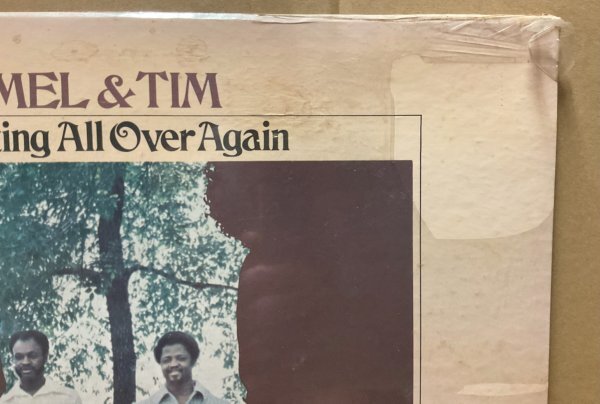 MEL & TIM
ting All Over Again